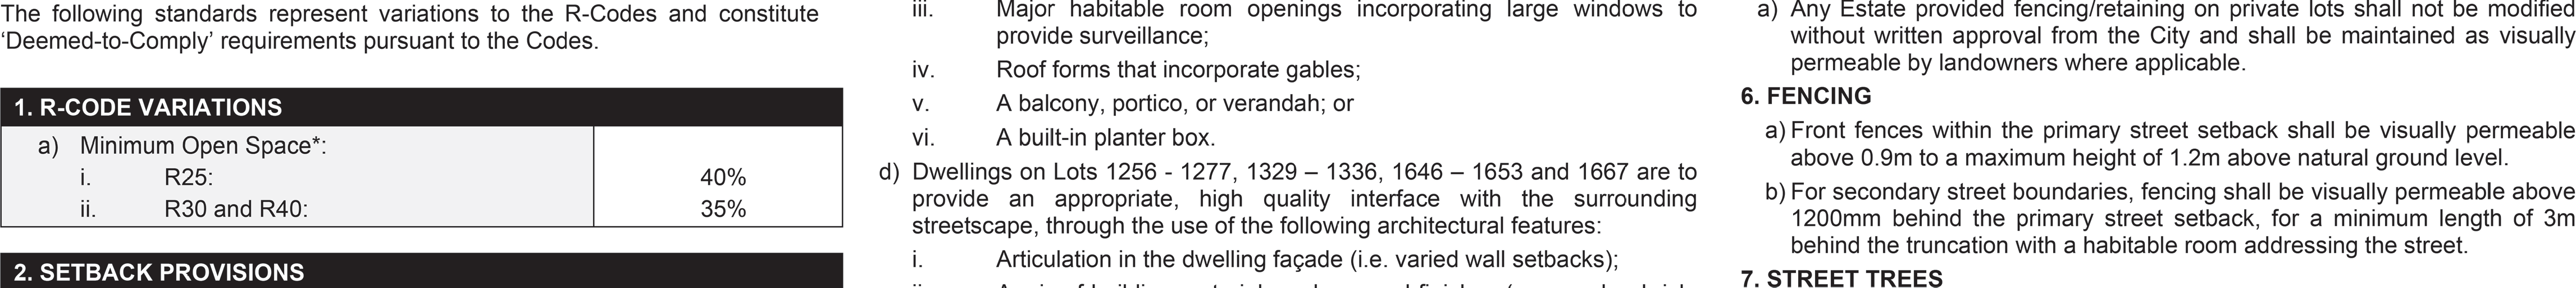 The following standards represent variations to the R-Codes and constitute
‘Deemed-to-Comply’ requirements pursuant to the Codes.
1. R-CODE VARIATIONS
a) Minimum Open Space*:
i. R25: 40%
ii. R30 and R40: 35%
2. SETBACK PROVISIONS
iii. Major habitable room openings incorporating large windows to
provide surveillance;
iv. Roof forms that incorporate gables;
v. A balcony, portico, or verandah; or
vi. A built-in planter box.
d) Dwellings on Lots 1256 - 1277, 1329 – 1336, 1646 – 1653 and 1667 are to
provide an appropriate, high quality interface with the surrounding
streetscape, through the use of the following architectural features:
i. Articulation in the dwelling façade (i.e. varied wall setbacks);
a) Any Estate provided fencing/retaining on private lots shall not be modified
without written approval from the City and shall be maintained as visually
permeable by landowners where applicable.
6. FENCING
a) Front fences within the primary street setback shall be visually permeable
above 0.9m to a maximum height of 1.2m above natural ground level.
b) For secondary street boundaries, fencing shall be visually permeable above
1200mm behind the primary street setback, for a minimum length of 3m
behind the truncation with a habitable room addressing the street.
7. STREET TREES